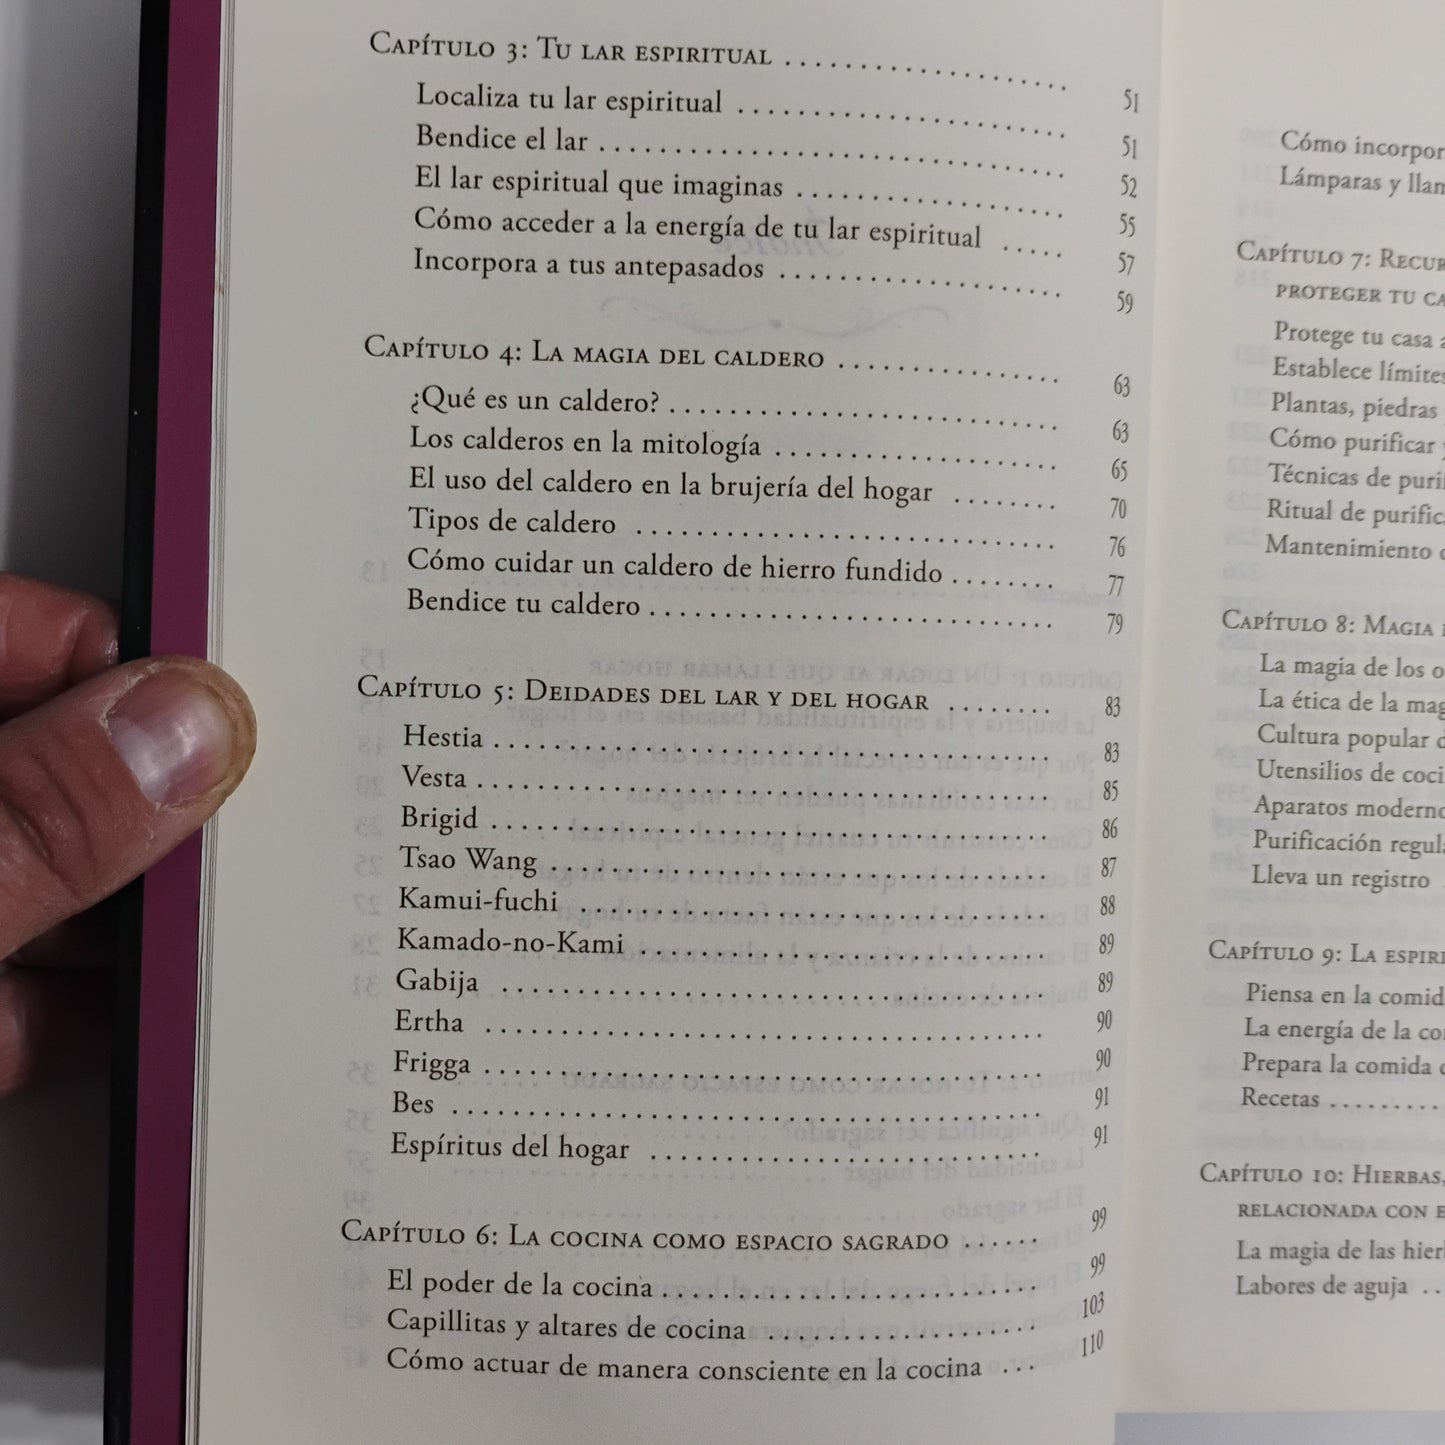 Capítulo 3: Tu lar espiritual .................... 51
Localiza tu lar espiritual .................... 51
Bendice el lar .................... 52
El lar espiritual que imaginas .................... 55
Cómo acceder a la energía de tu lar espiritual ..... 57
Incorpora a tus antepasados .................... 59
Capítulo 4: La magia del caldero .................... 63
¿Qué es un caldero? .................... 63
Los calderos en la mitología .................... 65
El uso del caldero en la brujería del hogar ........ 70
Tipos de caldero .................... 76
Cómo cuidar un caldero de hierro fundido ........ 77
Bendice tu caldero .................... 79
Capítulo 5: Deidades del lar y del hogar ........ 83
Hestia .................... 83
Vesta .................... 85
Brigid .................... 86
Tsao Wang .................... 87
Kamui-fuchi .................... 88
Kamado-no-Kami .................... 89
Gabija .................... 89
Ertha .................... 90
Frigga .................... 90
Bes .................... 91
Espíritus del hogar .................... 91
Capítulo 6: La cocina como espacio sagrado ...... 99
El poder de la cocina .................... 99
Capillitas y altares de cocina .................... 103
Cómo actuar de manera consciente en la cocina ... 110
Cómo incorpor
Lámparas y llam
Capítulo 7: Recur
proteger tu ca
Protege tu casa a
Establece límites
Plantas, piedras
Cómo purificar y
Técnicas de puri
Ritual de purific
Mantenimiento
Capítulo 8: Magia
La magia de los o
La ética de la mag
Cultura popular d
Utensilios de coci
Aparatos moderno
Purificación regula
Lleva un registro
Capítulo 9: La espiri
Piensa en la comid
La energía de la co
Prepara la comida
Recetas .........
Capítulo 10: Hierbas,
relacionada con e
La magia de las hier
Labores de aguja ..